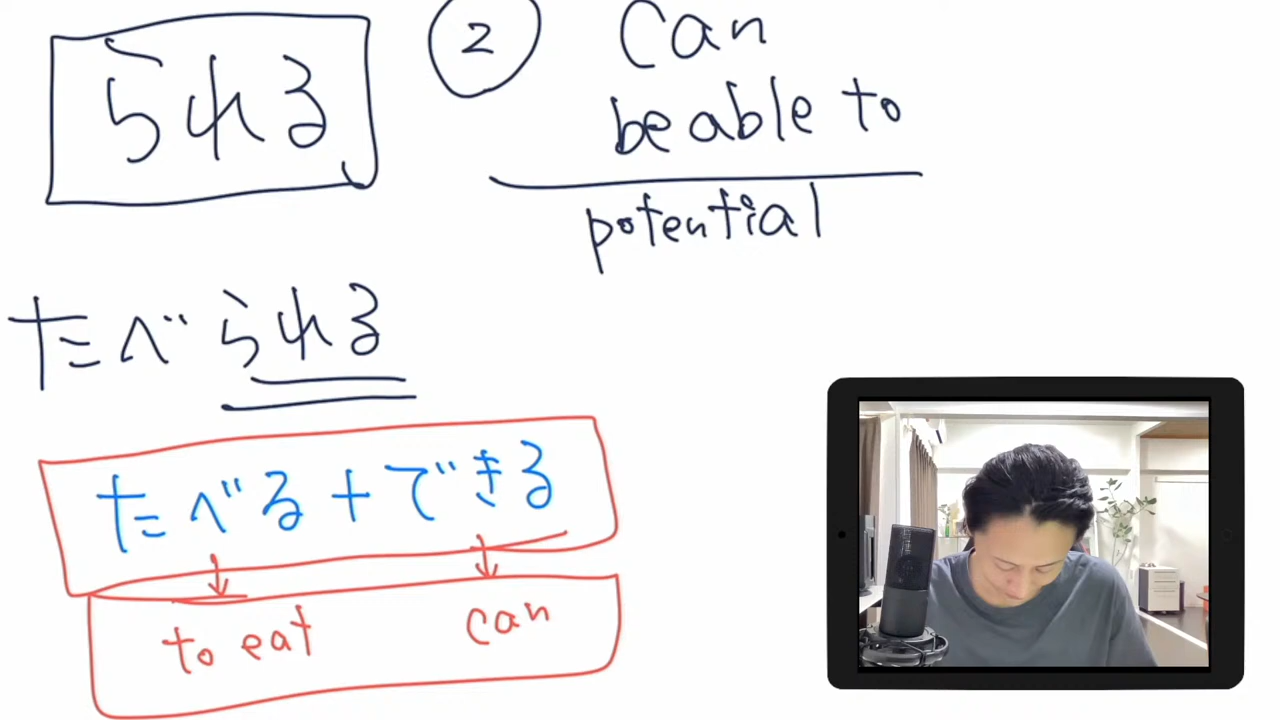 られる
② can
be able to
potential
たべられる
たべる+できる
to eat can